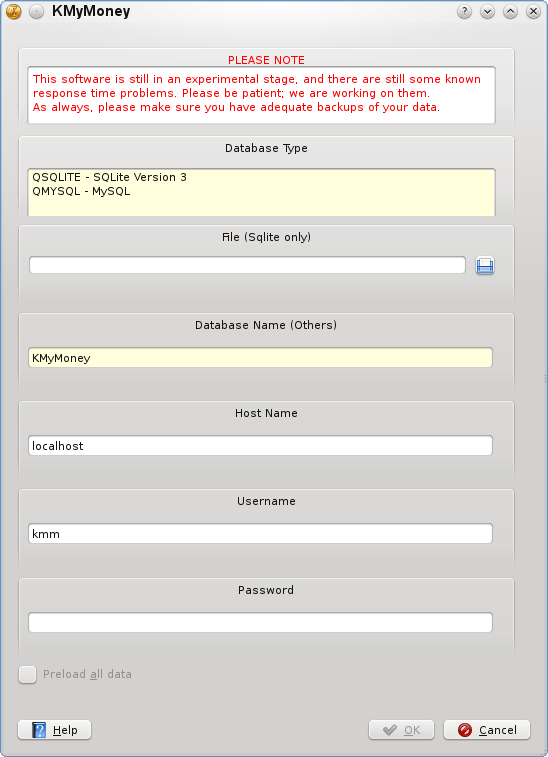 KMyMoney
PLEASE NOTE
This software is still in an experimental stage, and there are still some known
response time problems. Please be patient; we are working on them.
As always, please make sure you have adequate backups of your data.
Database Type
QSQLITE - SQLite Version 3
QMYSQL - MySQL
File (Sqlite only)
Database Name (Others)
KMyMoney
Host Name
localhost
Username
kmm
Password
Preload all data
Help
OK
Cancel